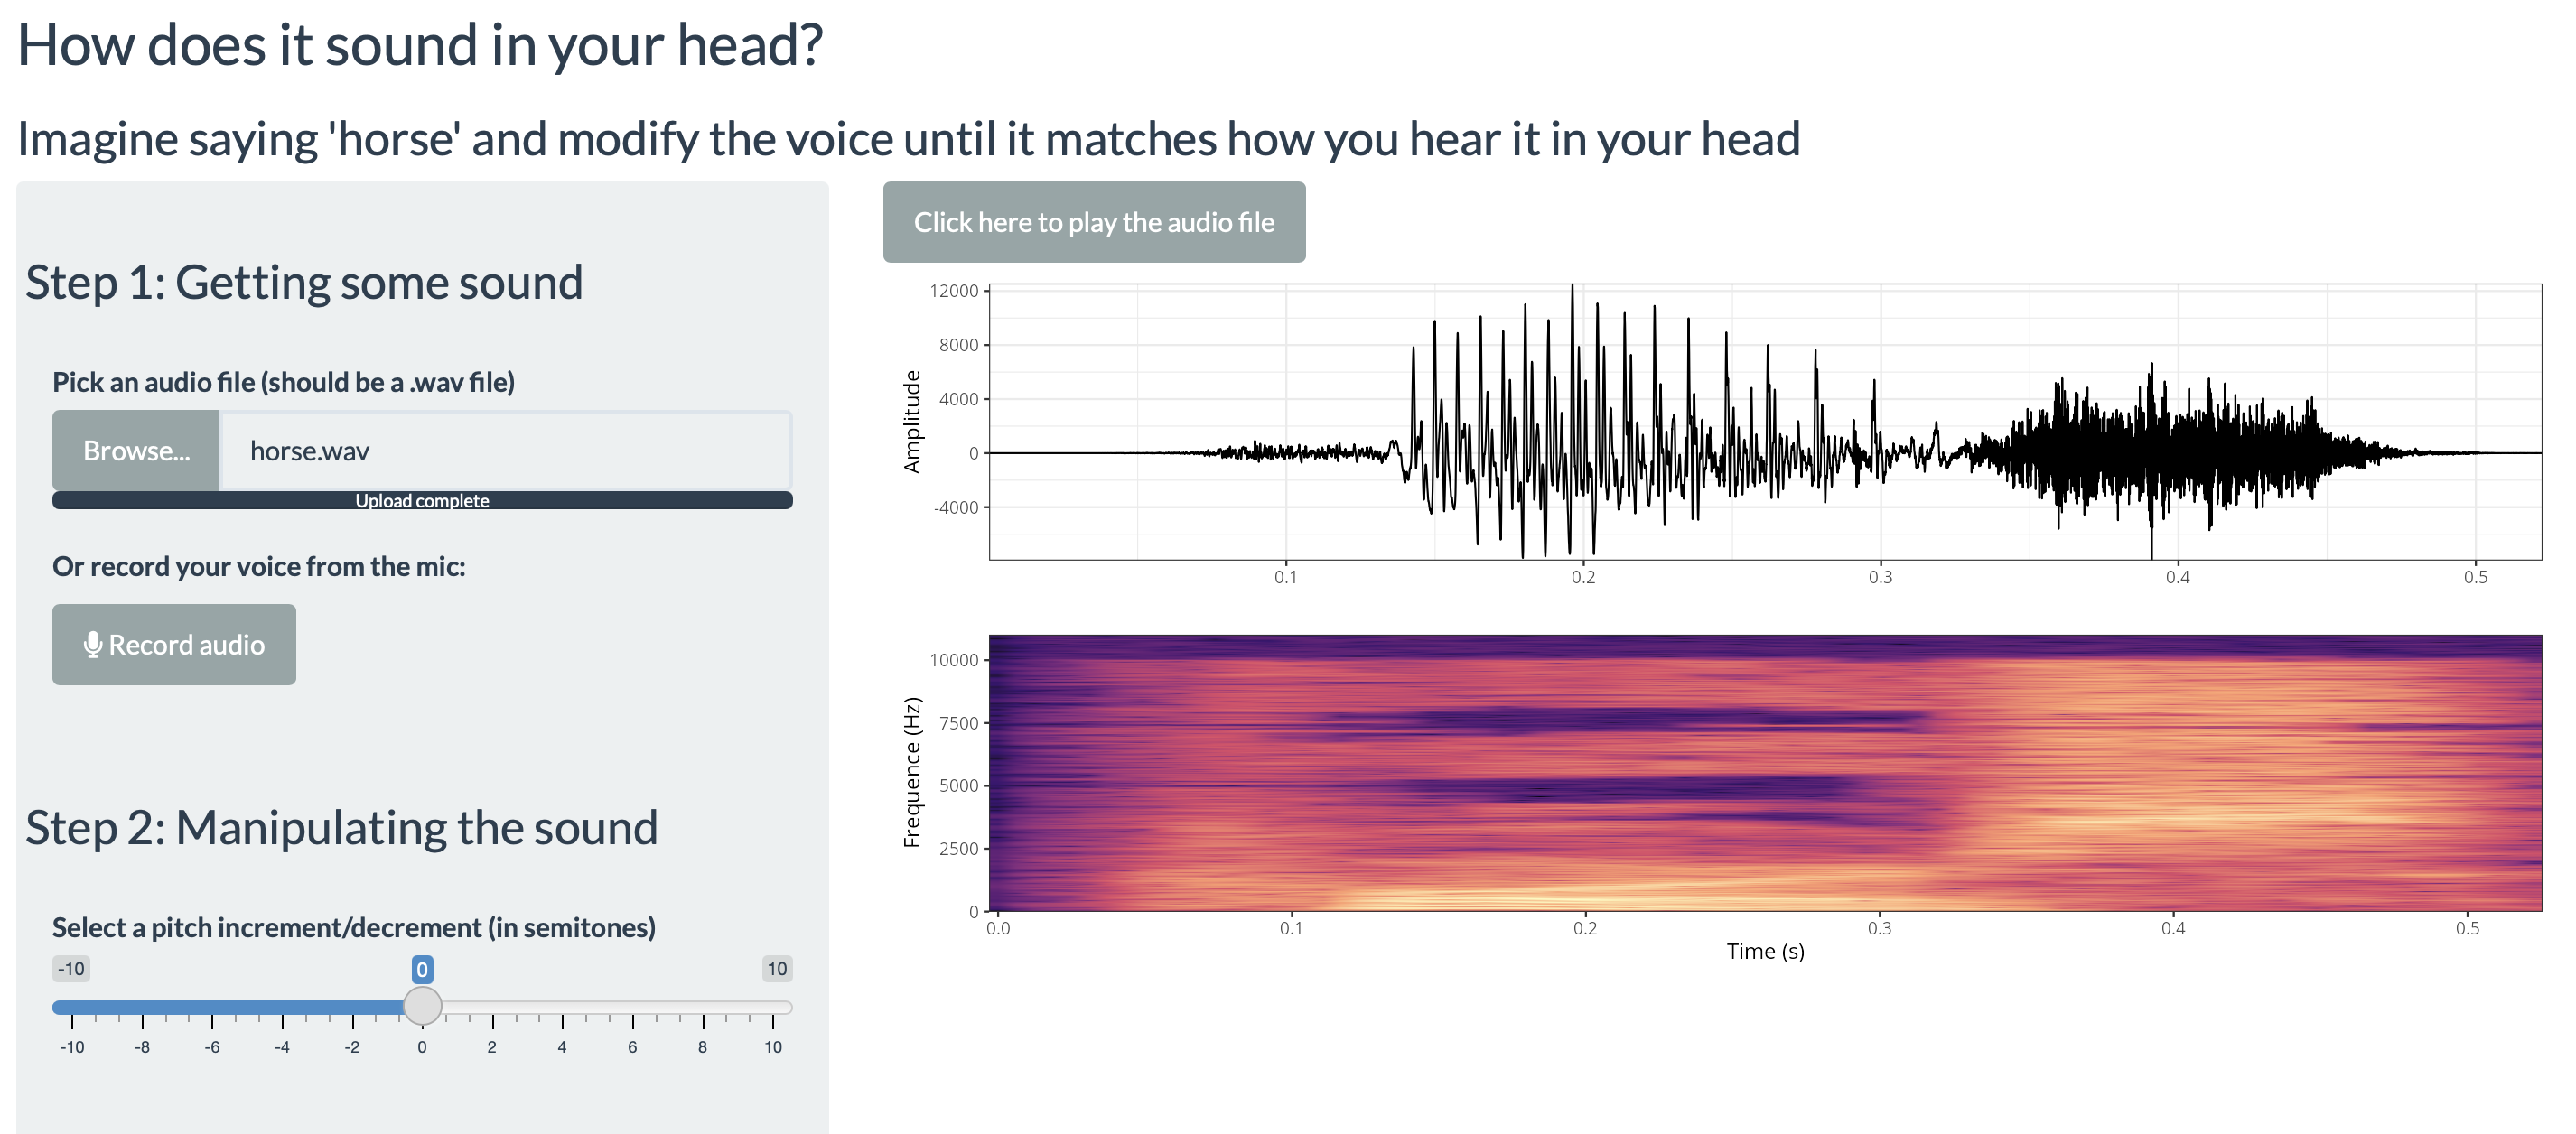 How does it sound in your head?
Imagine saying 'horse' and modify the voice until it matches how you hear it in your head
Step 1: Getting some sound
Pick an audio file (should be a .wav file)
Browse... horse.wav
Upload complete
Or record your voice from the mic:
Record audio
Step 2: Manipulating the sound
Select a pitch increment/decrement (in semitones)
-10 0 10
-10 -8 -6 -4 -2 0 2 4 6 8 10
Click here to play the audio file
Amplitude
12000
8000
4000
0
-4000
0.1 0.2 0.3 0.4 0.5
Frequence (Hz)
10000
7500
5000
2500
0
0.0 0.1 0.2 0.3 0.4 0.5
Time (s)